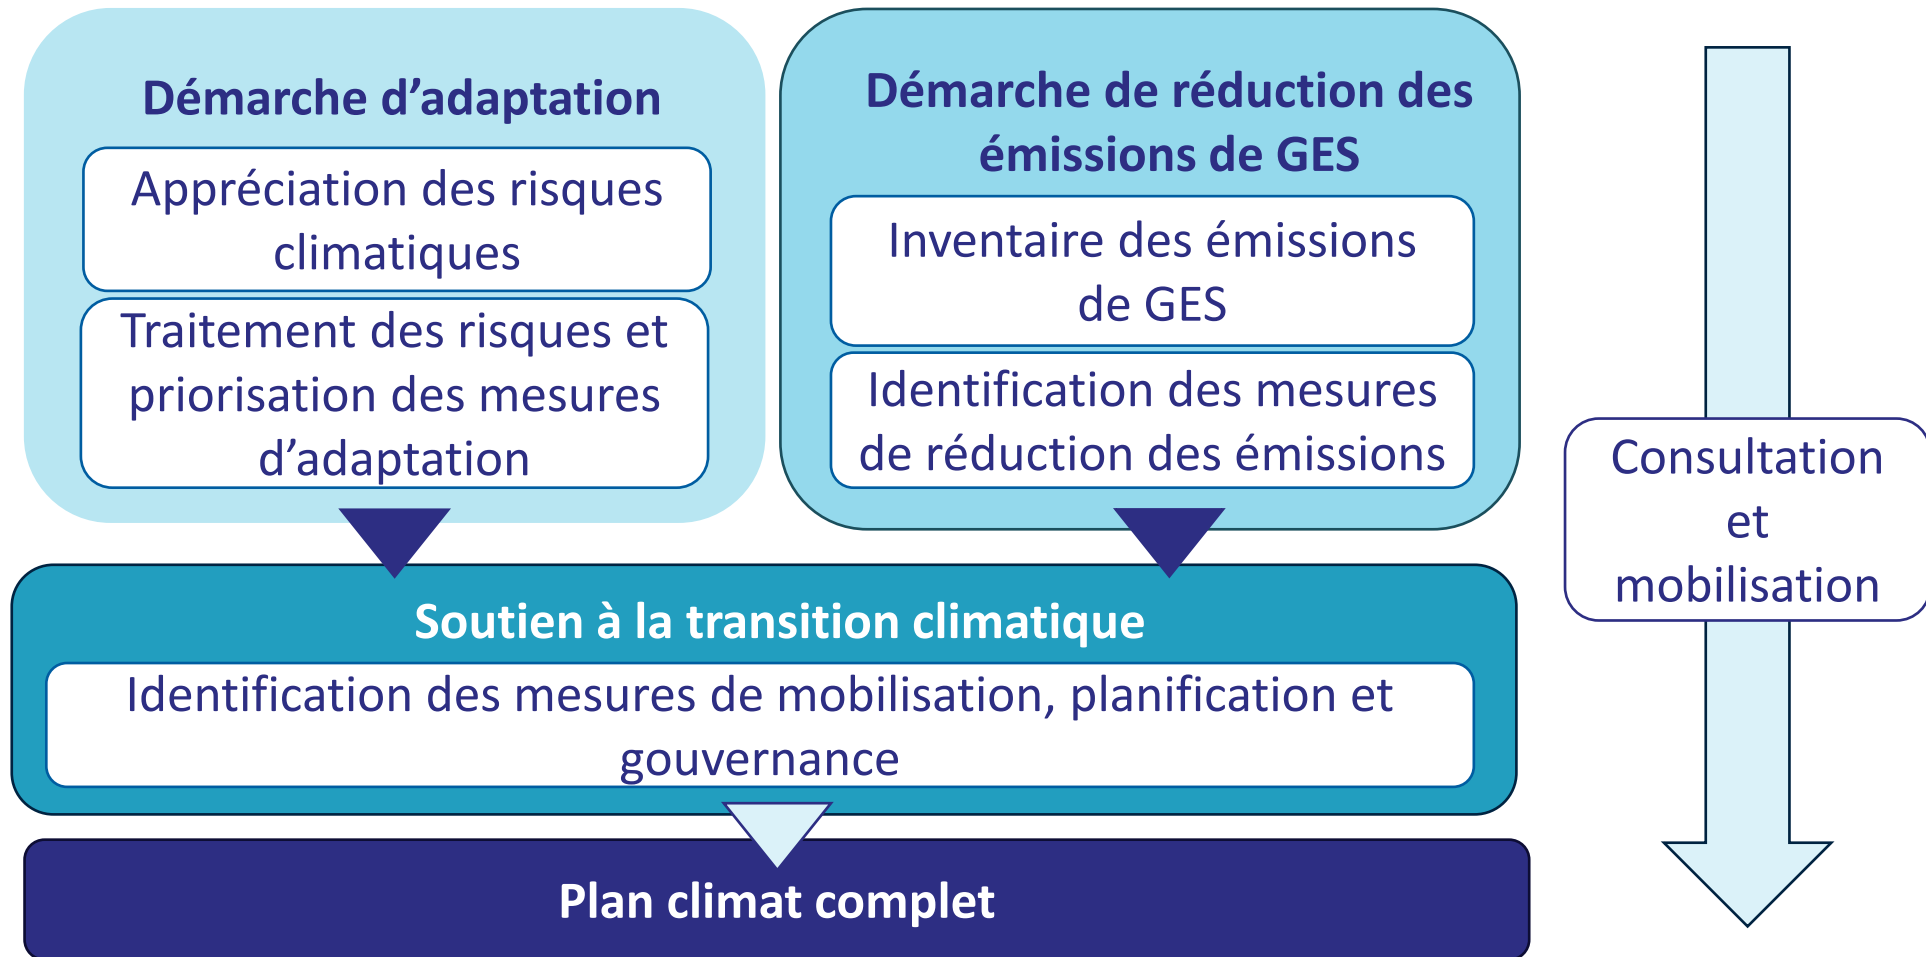 Démarche d’adaptation
Appréciation des risques
climatiques
Traitement des risques et
priorisation des mesures
d’adaptation
Démarche de réduction des
émissions de GES
Inventaire des émissions
de GES
Identification des mesures
de réduction des émissions
Soutien à la transition climatique
Identification des mesures de mobilisation, planification et
gouvernance
Plan climat complet
Consultation
et
mobilisation